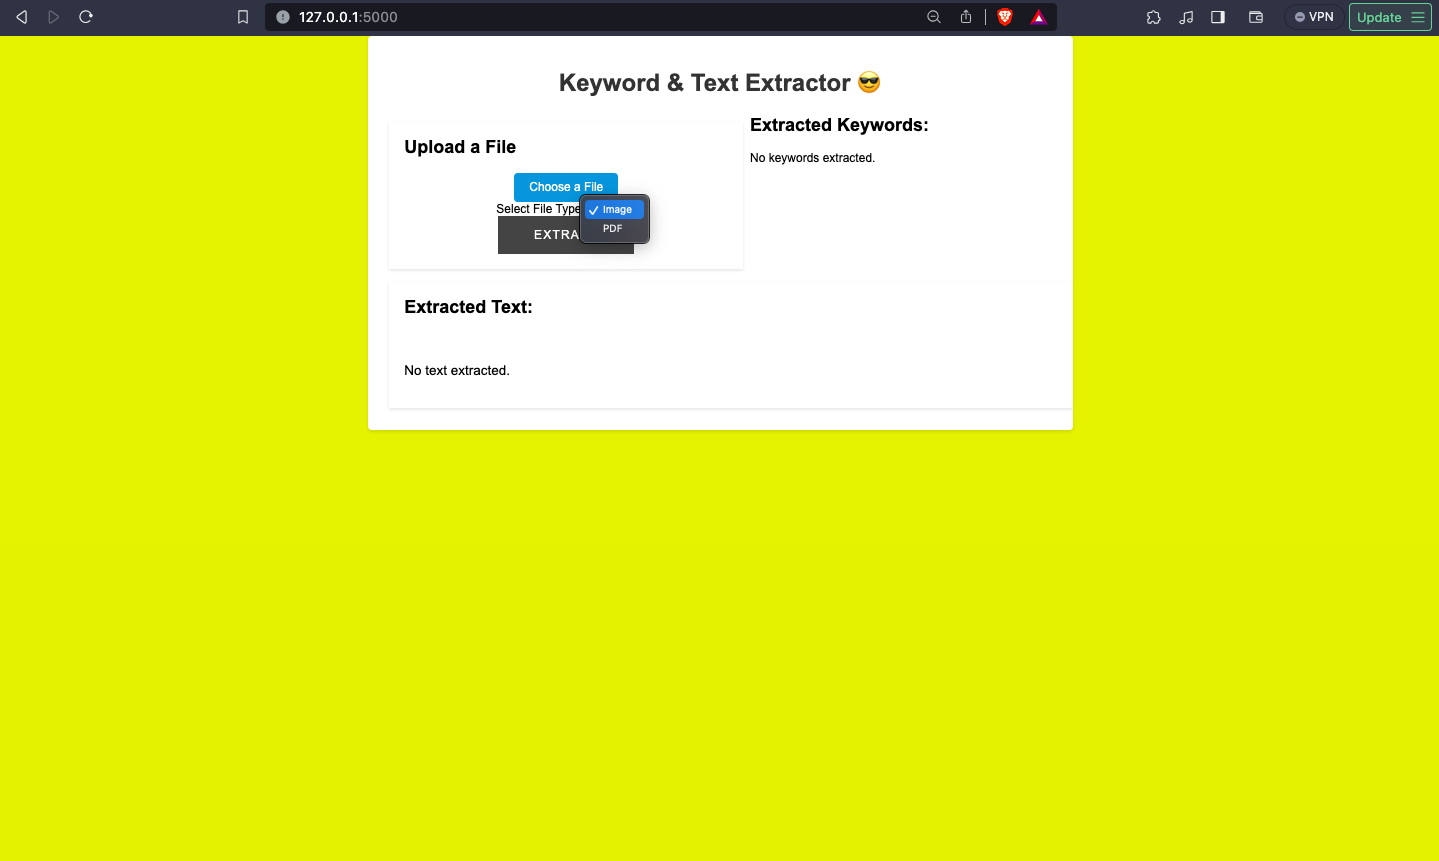 127.0.0.1:5000
VPN
Update
Keyword & Text Extractor 😎
Upload a File
Choose a File
Select File Type
Image
PDF
EXTRA
Extracted Keywords:
No keywords extracted.
Extracted Text:
No text extracted.